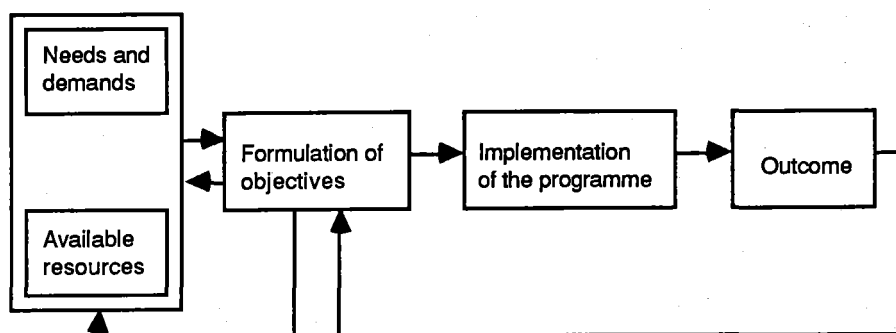 Needs and
demands
Available
resources
Formulation of
objectives
Implementation
of the programme
Outcome